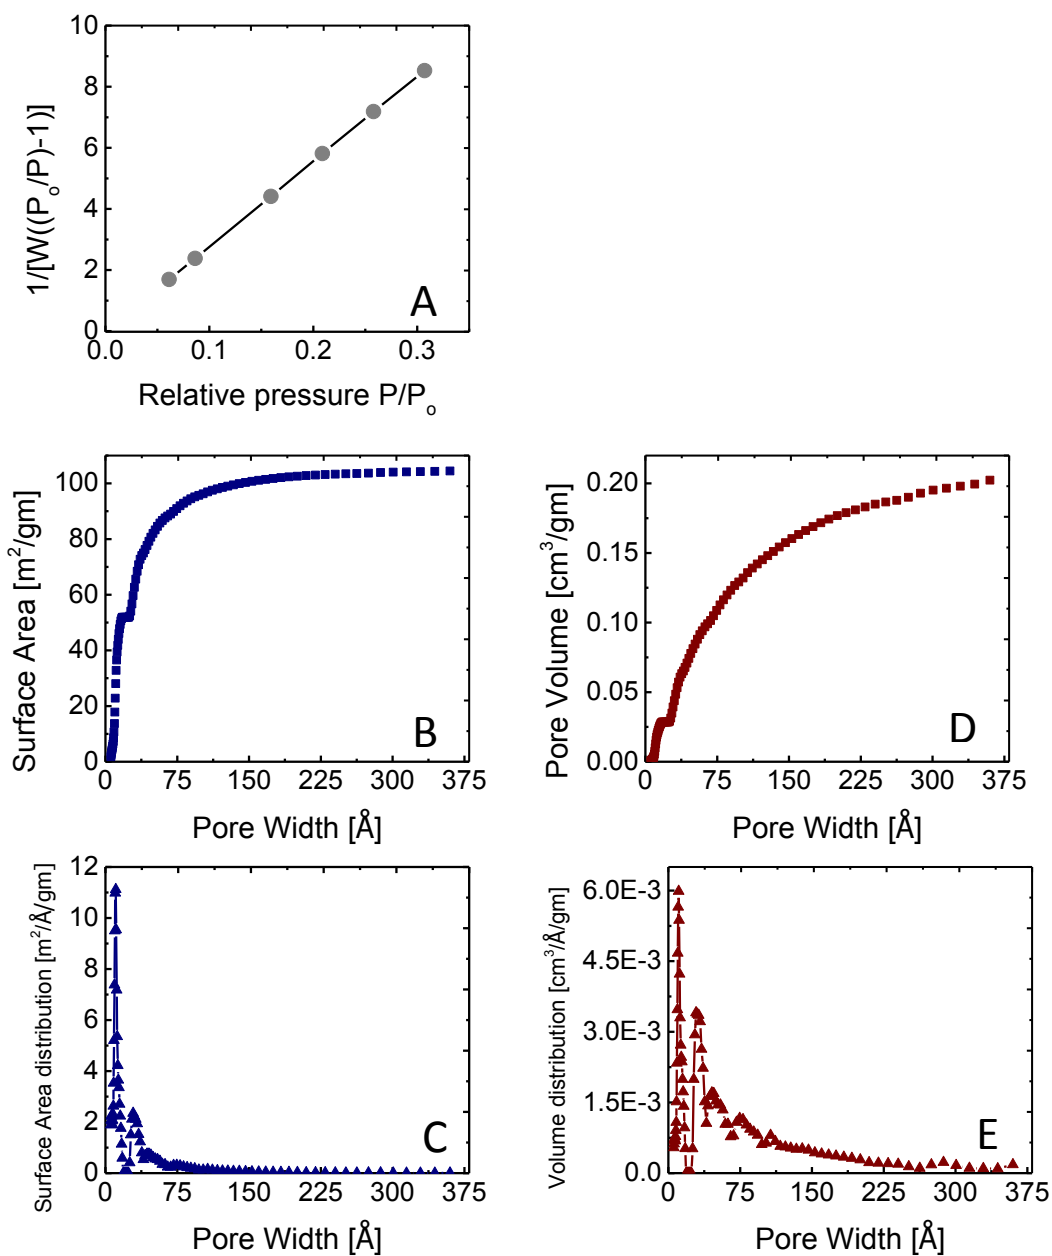 10
8
6
4
2
0
0.0 0.1 0.2 0.3
1/[W((Pₒ/P)-1)]
A
Relative pressure P/Pₒ
100
80
60
40
20
0
0 75 150 225 300 375
Surface Area [m²/gm]
B
Pore Width [Å]
0.20
0.15
0.10
0.05
0.00
0 75 150 225 300 375
Pore Volume [cm³/gm]
D
Pore Width [Å]
12
10
8
6
4
2
0
0 75 150 225 300 375
Surface Area distribution [m²/Å/gm]
C
Pore Width [Å]
6.0E-3
4.5E-3
3.0E-3
1.5E-3
0.0
0 75 150 225 300 375
Volume distribution [cm³/Å/gm]
E
Pore Width [Å]